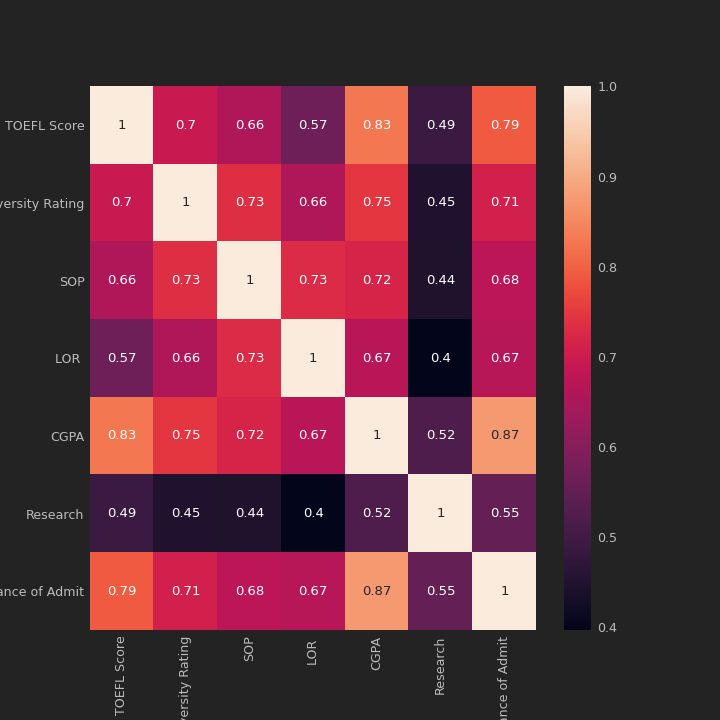 1.0
TOEFL Score 1 0.7 0.66 0.57 0.83 0.49 0.79
0.9
versity Rating 0.7 1 0.73 0.66 0.75 0.45 0.71
0.8
SOP 0.66 0.73 1 0.73 0.72 0.44 0.68
0.7
LOR 0.57 0.66 0.73 1 0.67 0.4 0.67
0.6
CGPA 0.83 0.75 0.72 0.67 1 0.52 0.87
0.5
Research 0.49 0.45 0.44 0.4 0.52 1 0.55
ance of Admit 0.79 0.71 0.68 0.67 0.87 0.55 1
0.4
TOEFL Score
versity Rating
SOP
LOR
CGPA
Research
nce of Admit